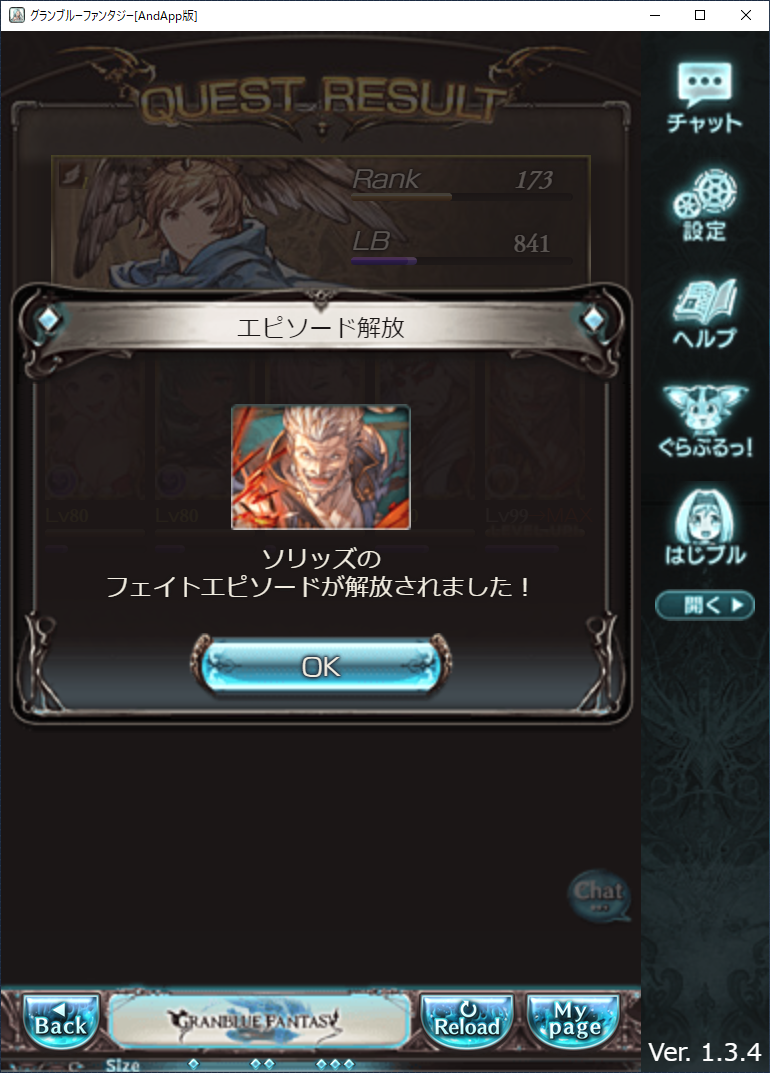 グランブルーファンタジー[AndApp版]
QUEST RESULT
Rank 173
LB 841
エピソード解放
Lv80
Lv80
Lv99
ソリッズの
フェイトエピソードが解放されました！
OK
チャット
設定
ヘルプ
ぐらぶるっ！
はじブル
開く
Chat
Back
GRANBLUE FANTASY
Reload
My page
Size
Ver. 1.3.4